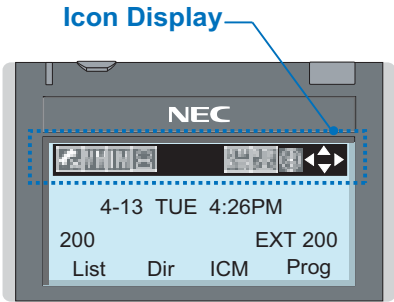 Icon Display
NEC
4-13 TUE 4:26PM
200 EXT 200
List Dir ICM Prog